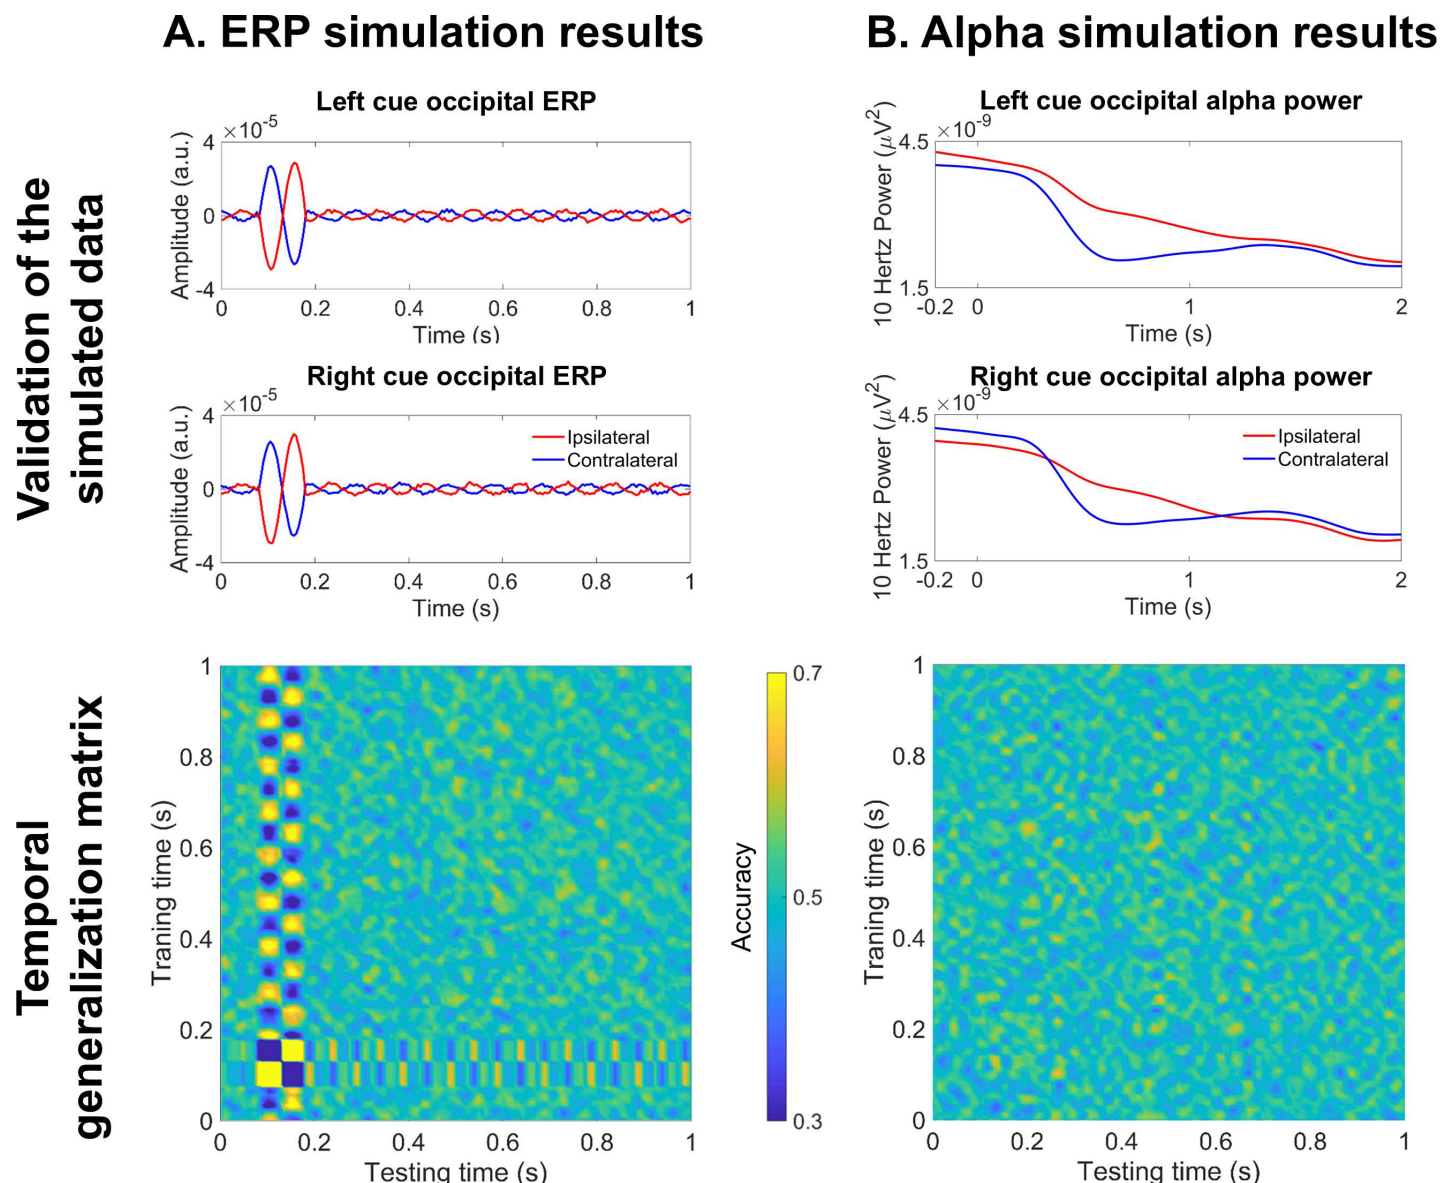 A. ERP simulation results
B. Alpha simulation results
Validation of the
simulated data
Left cue occipital ERP
×10-5
4
0
-4
Amplitude (a.u.)
0 0.2 0.4 0.6 0.8 1
Time (s)
Left cue occipital alpha power
×10-9
4.5
1.5
10 Hertz Power (μV2)
-0.2 0 1 2
Time (s)
Right cue occipital ERP
×10-5
4
0
-4
Amplitude (a.u.)
Ipsilateral
Contralateral
0 0.2 0.4 0.6 0.8 1
Time (s)
Right cue occipital alpha power
×10-9
4.5
1.5
10 Hertz Power (μV2)
Ipsilateral
Contralateral
-0.2 0 1 2
Time (s)
Temporal
generalization matrix
1
0.8
0.6
0.4
0.2
0
Traning time (s)
0 0.2 0.4 0.6 0.8 1
Testing time (s)
0.7
0.5
0.3
Accuracy
1
0.8
0.6
0.4
0.2
0
Traning time (s)
0 0.2 0.4 0.6 0.8 1
Testing time (s)